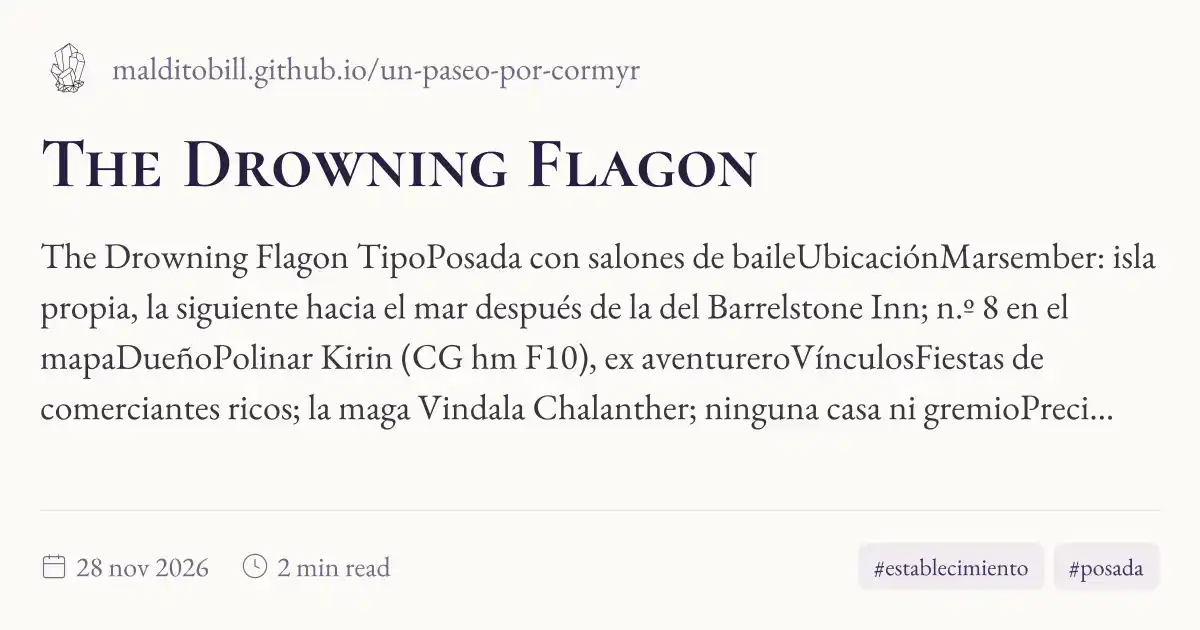 malditobill.github.io/un-paseo-por-cormyr
The Drowning Flagon
The Drowning Flagon TipoPosada con salones de baileUbicaciónMarsember: isla
propia, la siguiente hacia el mar después de la del Barrelstone Inn; n.º 8 en el
mapaDueñoPolinar Kirin (CG hm F10), ex aventureroVínculosFiestas de
comerciantes ricos; la maga Vindala Chalanther; ninguna casa ni gremioPreci...
28 nov 2026 2 min read #establecimiento #posada